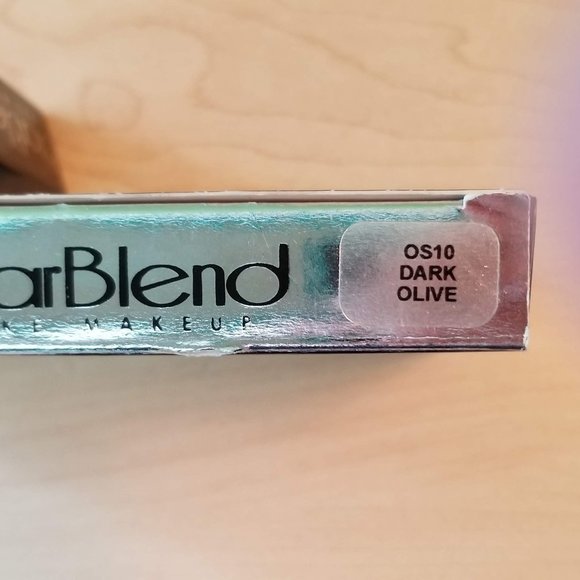 arBlend
KE MAKEUP
OS10
DARK
OLIVE